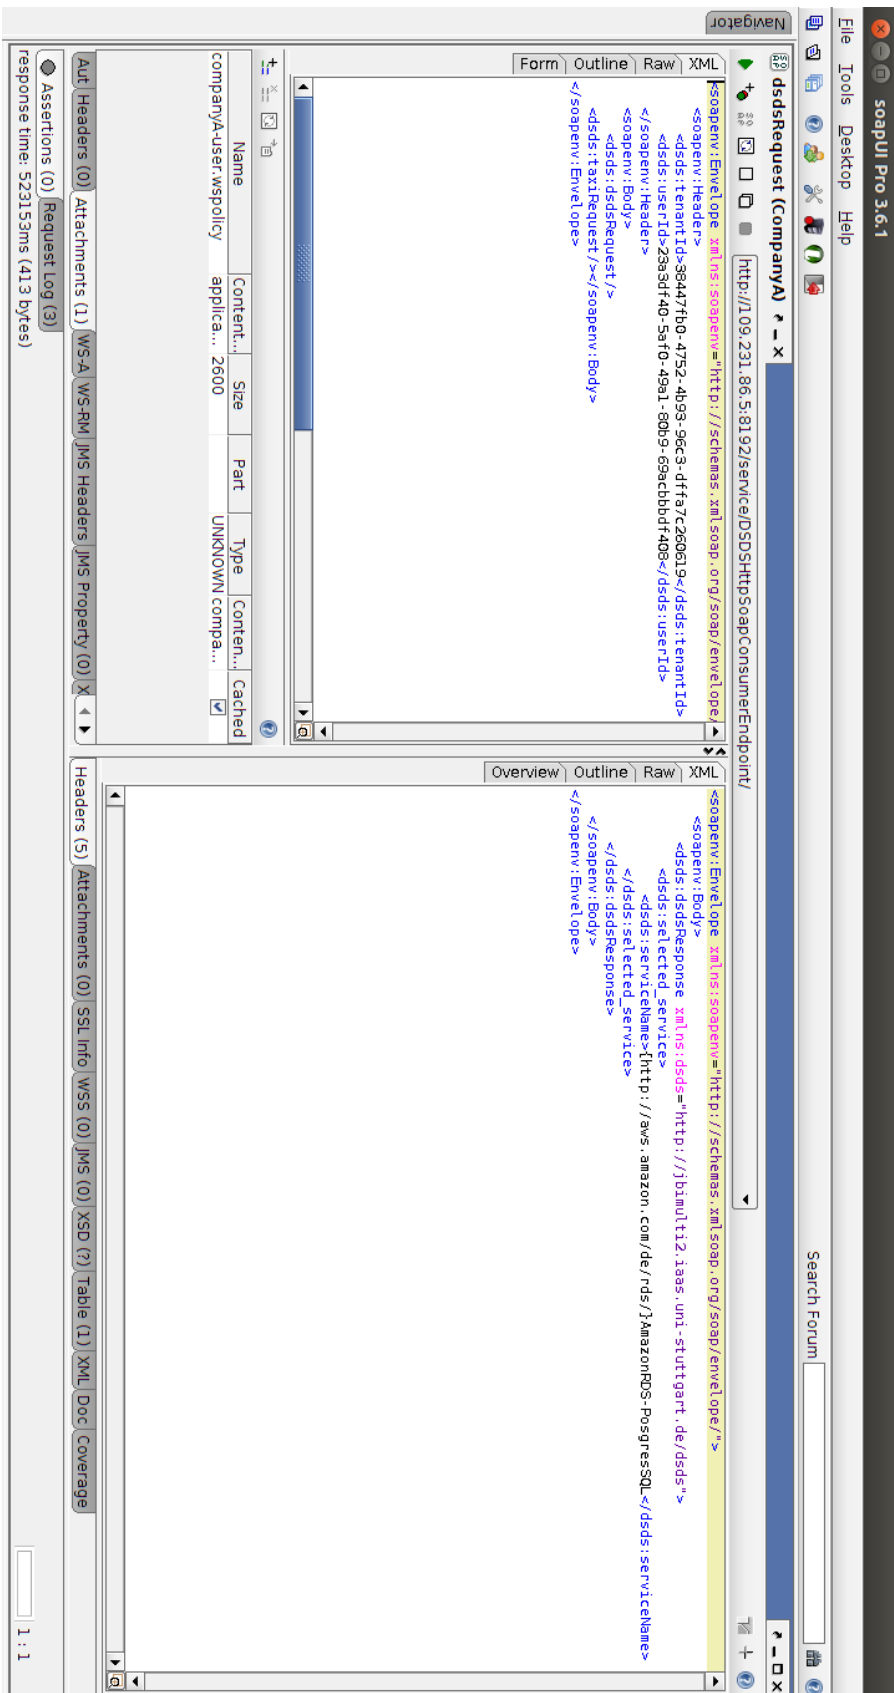 soapUI Pro 3.6.1
File Tools Desktop Help
Search Forum
Navigator
dsdsRequest (CompanyA)
http://109.231.86.5:8192/service/DSDSHttpSoapConsumerEndpoint/
XML Raw Outline Form
<soapenv:Envelope xmlns:soapenv="http://schemas.xmlsoap.org/soap/envelope/
<soapenv:Header>
<dsds:tenantId>38447fb0-4752-4b93-96c3-dffa7c260619</dsds:tenantId>
<dsds:userId>23a3df40-5af0-49a1-80b9-69acbbbdf408</dsds:userId>
</soapenv:Header>
<soapenv:Body>
<dsds:dsdsRequest/>
<dsds:taxiRequest/></soapenv:Body>
</soapenv:Envelope>
Name Content... Size Part Type Conten... Cached
companyA-user.wspolicy applica... 2600 UNKNOWN compa...
Aut Headers (0) Attachments (1) WS-A WS-RM JMS Headers JMS Property (0) X
XML Raw Outline Overview
<soapenv:Envelope xmlns:soapenv="http://schemas.xmlsoap.org/soap/envelope/">
<soapenv:Body>
<dsds:dsdsResponse xmlns:dsds="http://jbimulti2.iaas.uni-stuttgart.de/dsds">
<dsds:selected_service>
<dsds:serviceName>{http://aws.amazon.com/de/rds/}AmazonRDS-PosgresSQL</dsds:serviceName>
</dsds:selected_service>
</dsds:dsdsResponse>
</soapenv:Body>
</soapenv:Envelope>
Headers (5) Attachments (0) SSL Info WSS (0) JMS (0) XSD (?) Table (1) XML Doc Coverage
Assertions (0) Request Log (3)
response time: 523153ms (413 bytes)
1 : 1